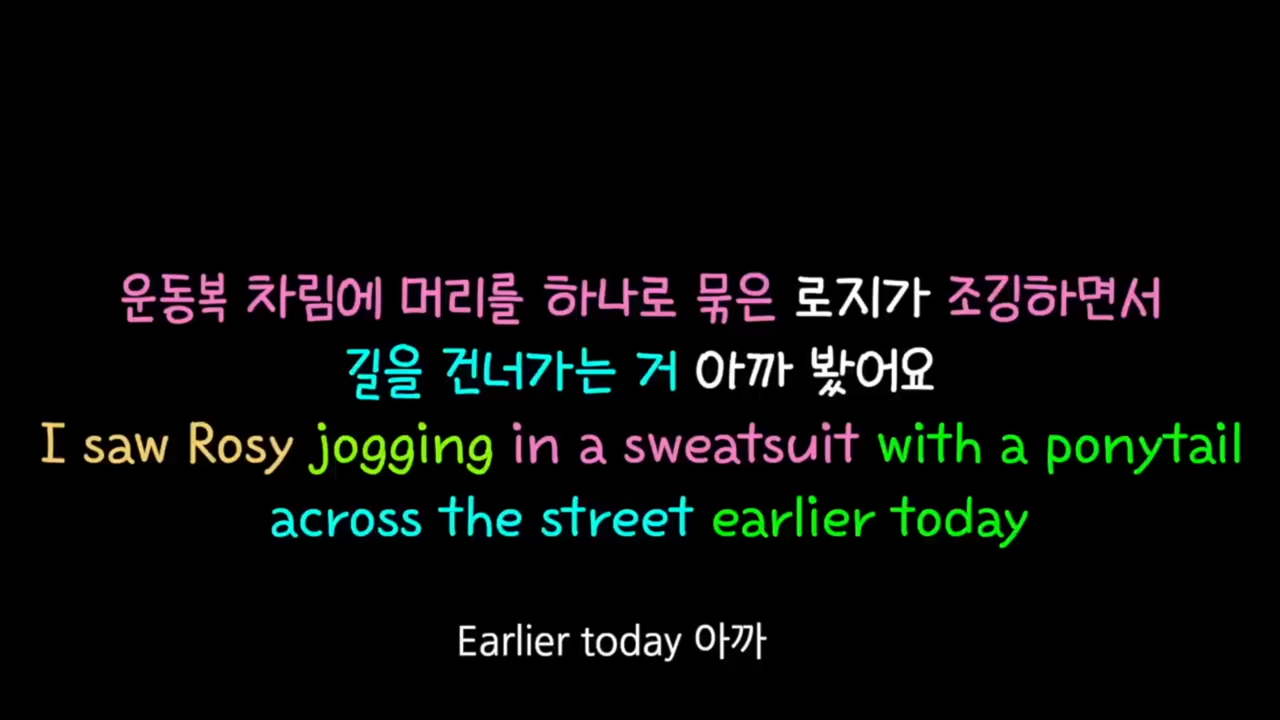 운동복 차림에 머리를 하나로 묶은 로지가 조깅하면서
길을 건너가는 거 아까 봤어요
I saw Rosy jogging in a sweatsuit with a ponytail
across the street earlier today
Earlier today 아까